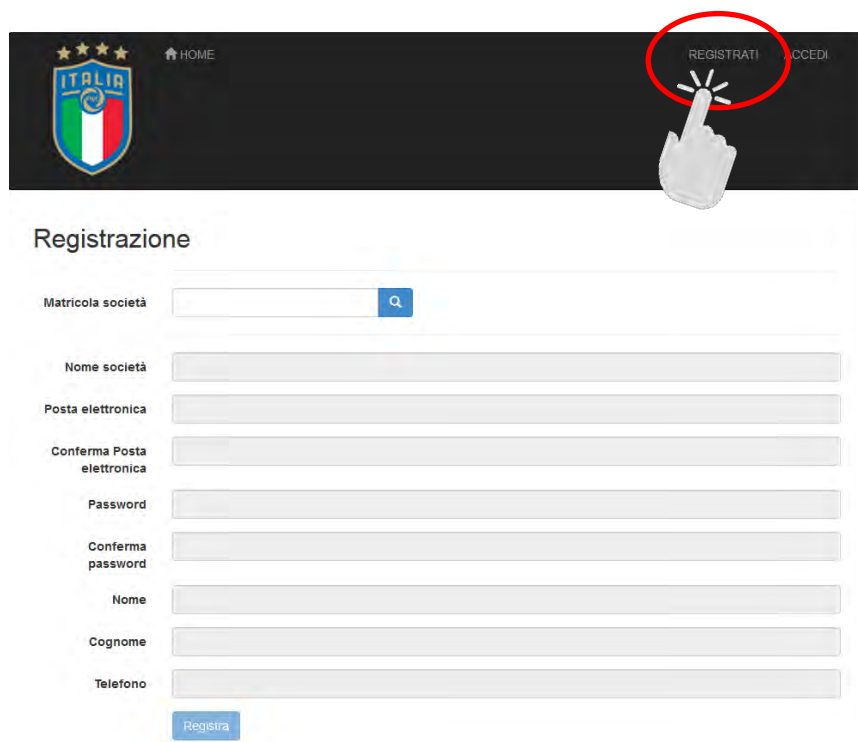 ITALIA
HOME
REGISTRATI
ACCEDI
Registrazione
Matricola società
Nome società
Posta elettronica
Conferma Posta
elettronica
Password
Conferma
password
Nome
Cognome
Telefono
Registra